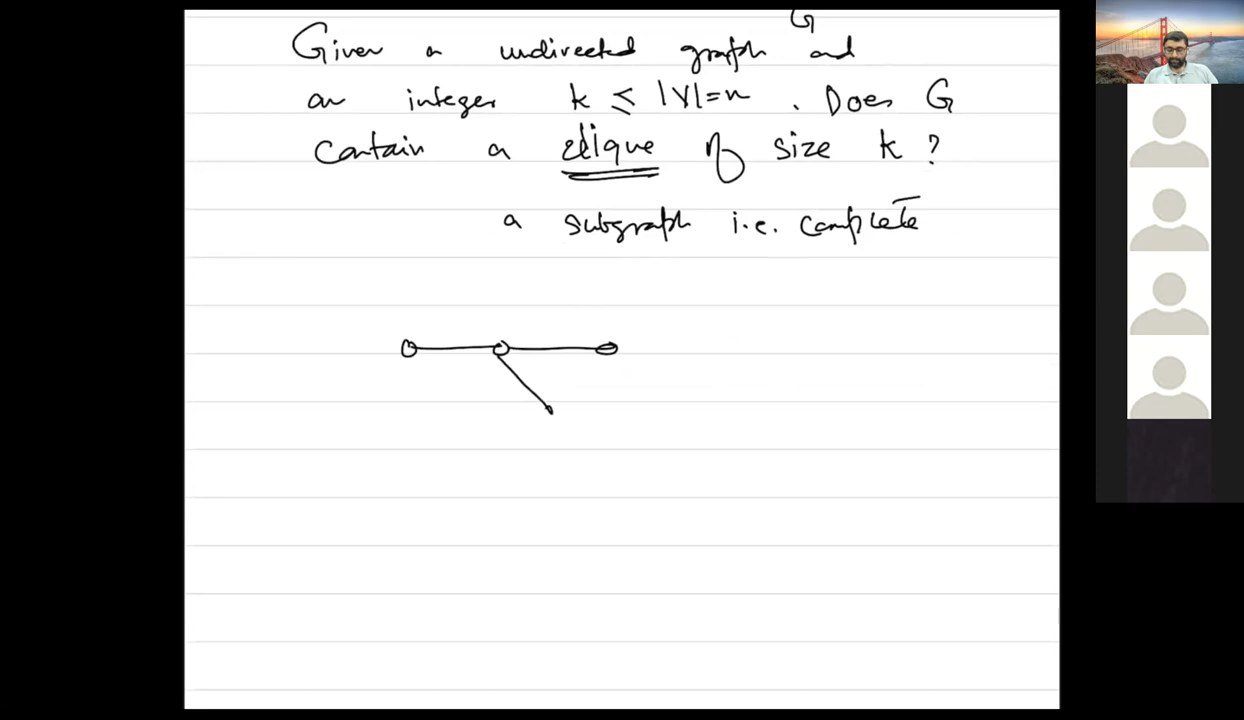 G
Given a undirected graph and
an integer k ≤ |V|=n . Does G
contain a clique of size k ?
a subgraph i.e. complete